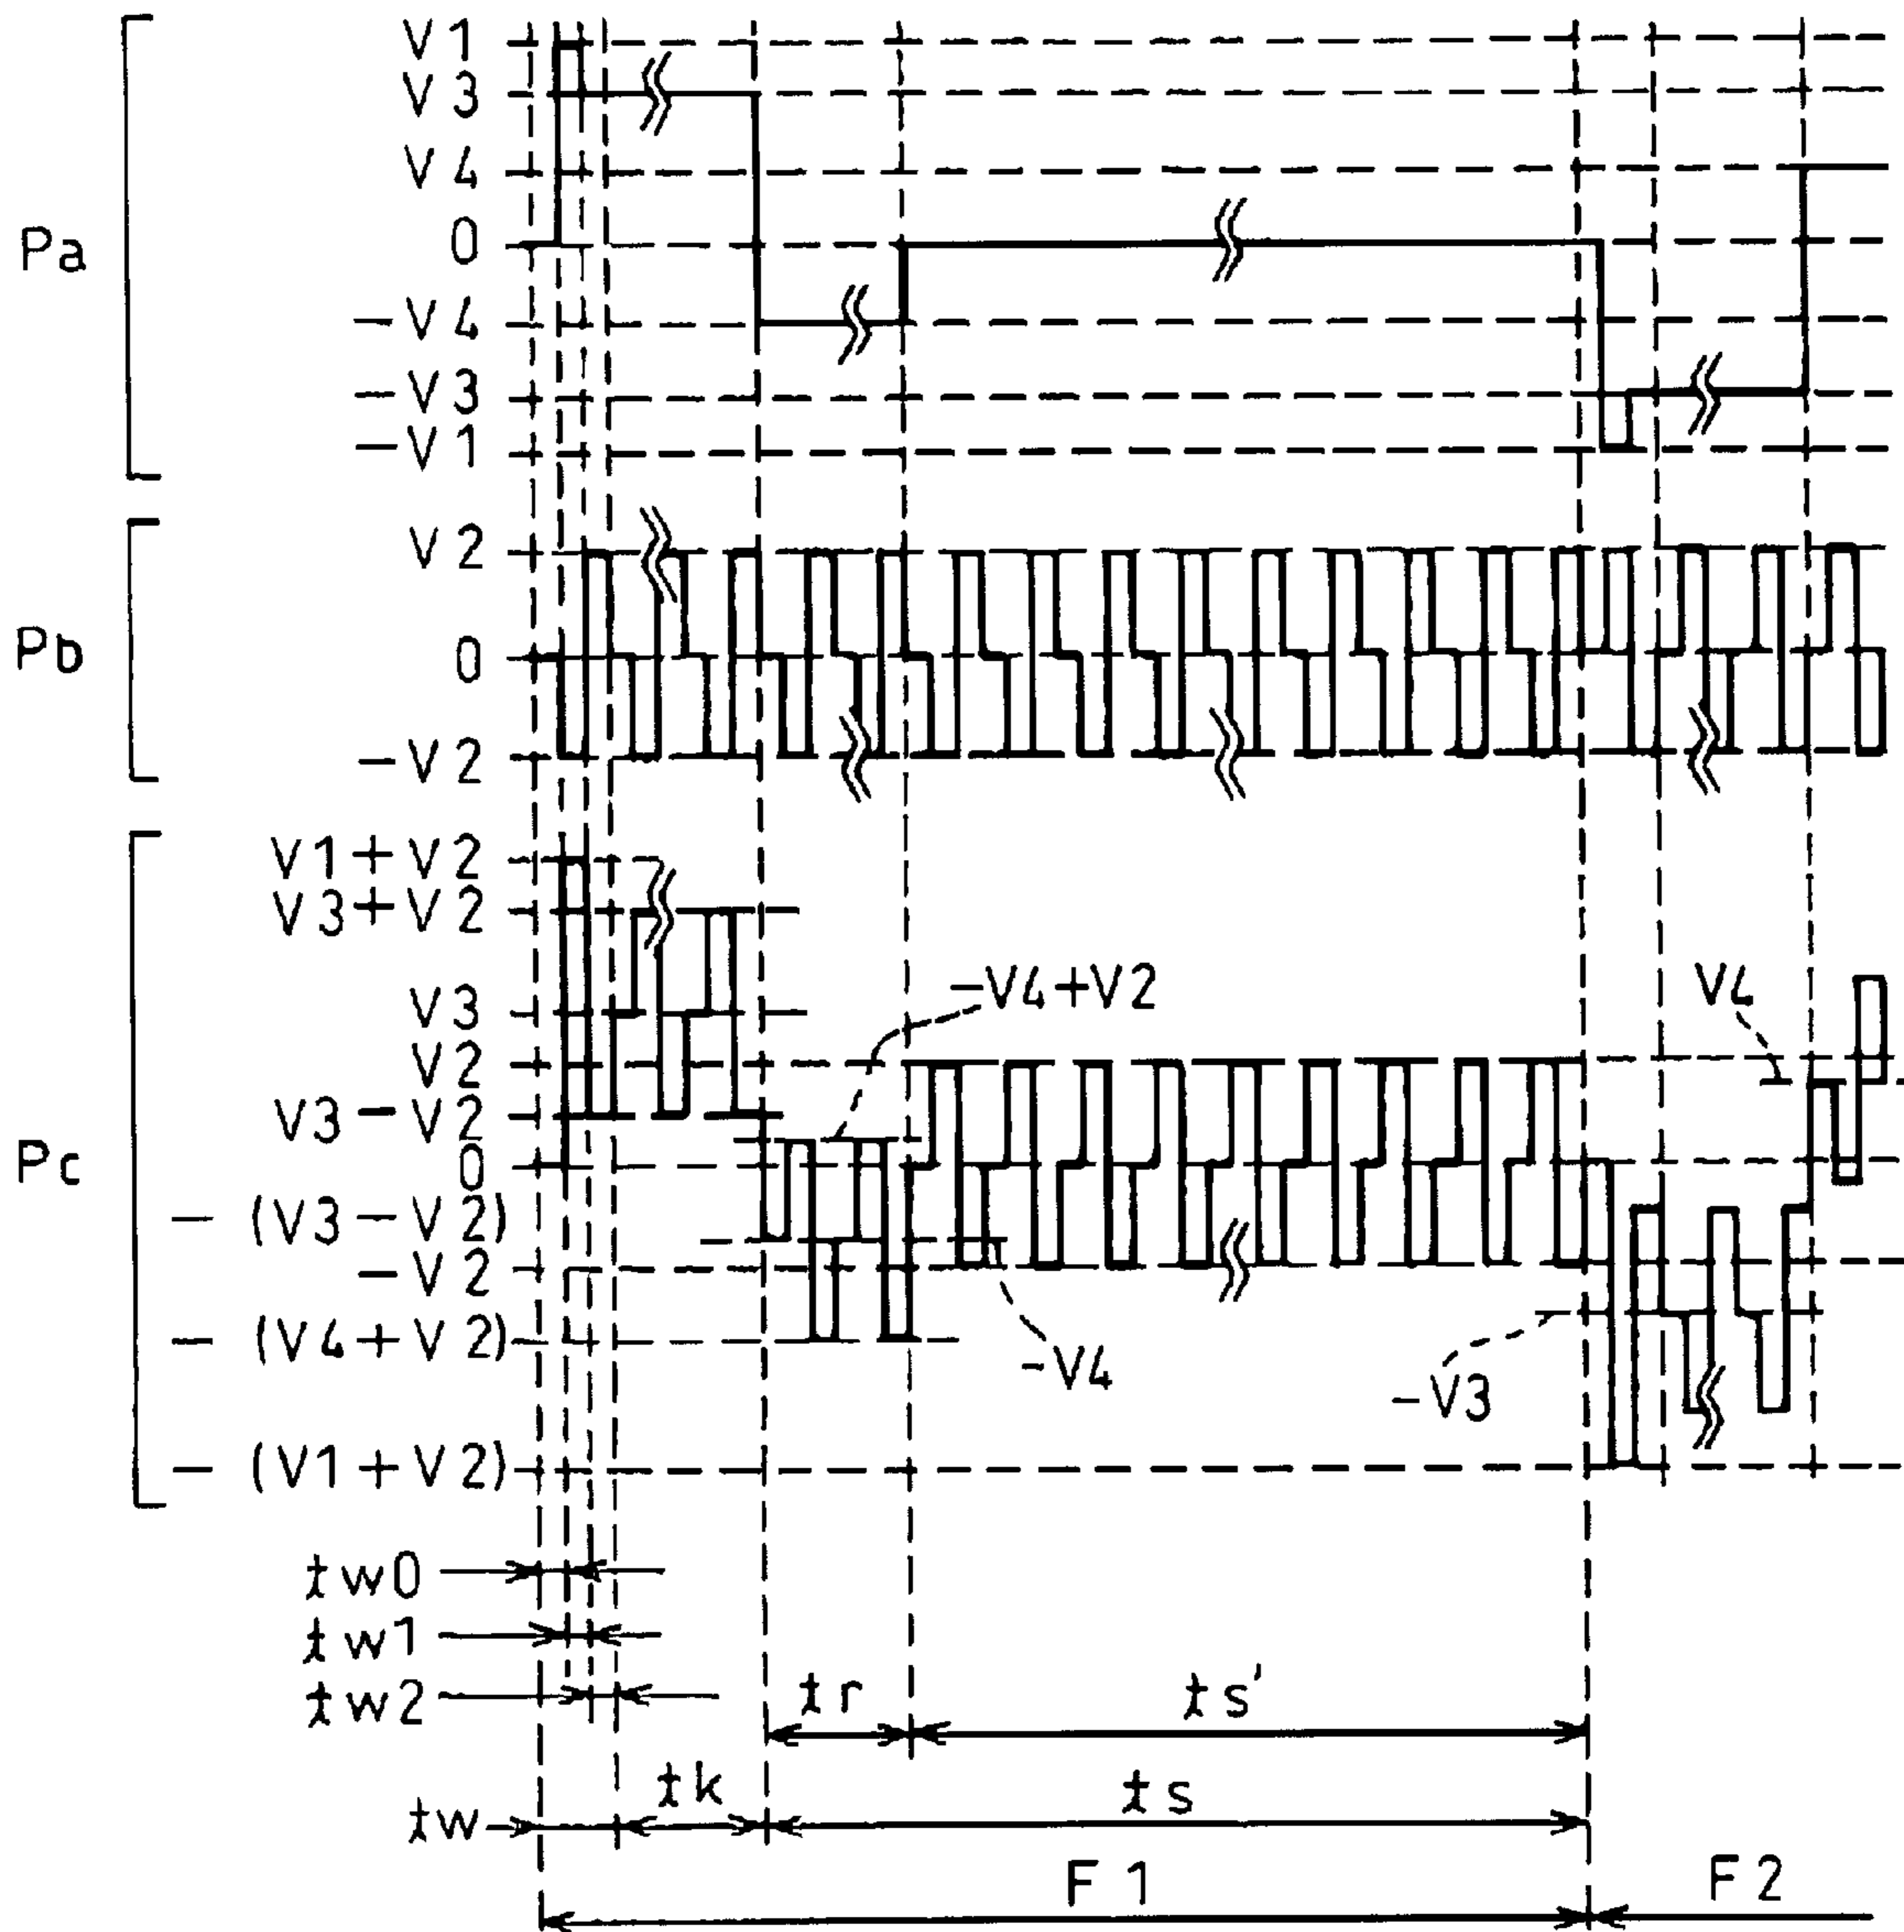 V1
V3
V4
Pa
0
−V4
−V3
−V1
V2
Pb
0
−V2
V1+V2
V3+V2
−V4+V2
V4
V3
V2
V3−V2
Pc
0
−(V3−V2)
−V2
−(V4+V2)
−V4
−V3
−(V1+V2)
tw0
tw1
tw2
tr
ts'
tk
ts
tw
F1
F2